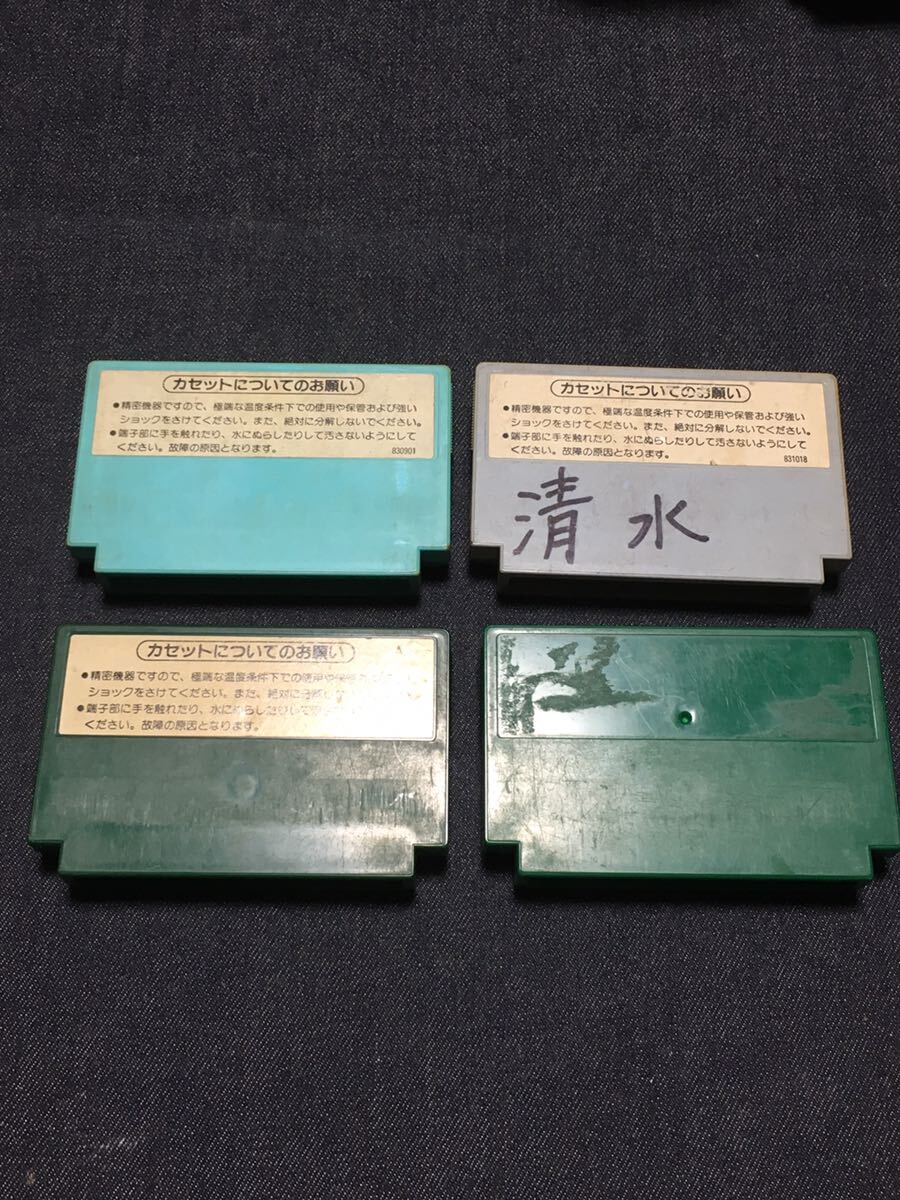 カセットについてのお願い
●精密機器ですので、極端な温度条件下での使用や保管および強い
ショックをさけてください。また、絶対に分解しないでください。
●端子部に手を触れたり、水にぬらしたりして汚さないようにして
ください。故障の原因となります。
830901
カセットについてのお願い
●精密機器ですので、極端な温度条件下での使用や保管および強い
ショックをさけてください。また、絶対に分解しないでください。
●端子部に手を触れたり、水にぬらしたりして汚さないようにして
ください。故障の原因となります。
831018
清水
カセットについてのお願い
●精密機器ですので、極端な温度条件下での使用や保管
ショックをさけてください。また、絶対に分解し
●端子部に手を触れたり、水にぬらしたりして
ください。故障の原因となります。